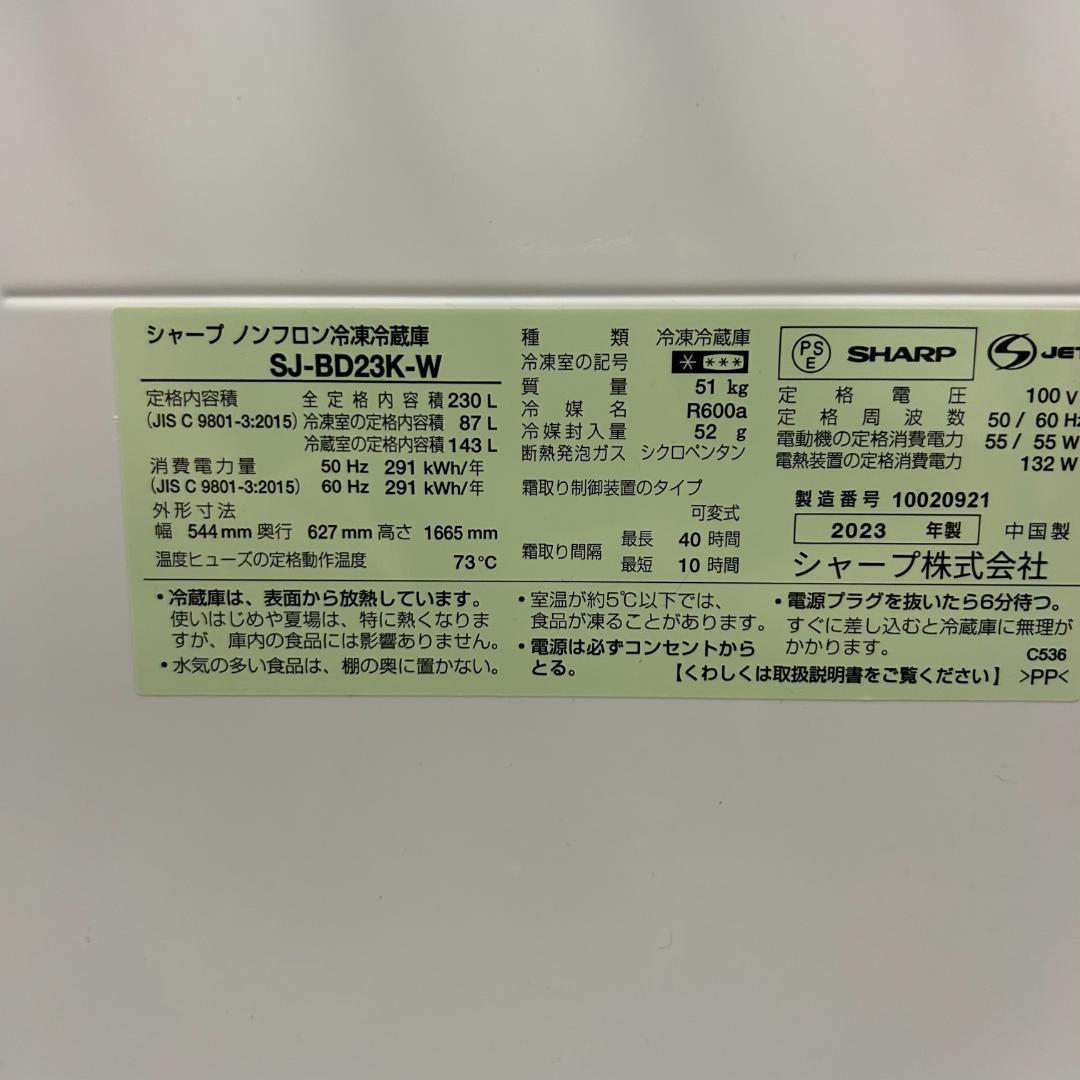 シャープ ノンフロン冷凍冷蔵庫
SJ-BD23K-W
定格内容積 全定格内容積 230 L
(JIS C 9801-3:2015) 冷凍室の定格内容積 87 L
冷蔵室の定格内容積 143 L
消費電力量 50 Hz 291 kWh/年
(JIS C 9801-3:2015) 60 Hz 291 kWh/年
外形寸法
幅 544 mm 奥行 627 mm 高さ 1665 mm
温度ヒューズの定格動作温度 73℃
種類 冷凍冷蔵庫
冷凍室の記号 * ***
質量 51 kg
冷媒名 R600a
冷媒封入量 52 g
断熱発泡ガス シクロペンタン
霜取り制御装置のタイプ
可変式
霜取り間隔 最長 40 時間
最短 10 時間
PS
E
SHARP
JET
定格電圧 100 V
定格周波数 50 / 60 Hz
電動機の定格消費電力 55 / 55 W
電熱装置の定格消費電力 132 W
製造番号 10020921
2023 年製 中国製
シャープ株式会社
・冷蔵庫は、表面から放熱しています。
使いはじめや夏場は、特に熱くなりま
すが、庫内の食品には影響ありません。
・水気の多い食品は、棚の奥に置かない。
・室温が約5℃以下では、
食品が凍ることがあります。
・電源は必ずコンセントから
とる。
・電源プラグを抜いたら6分待つ。
すぐに差し込むと冷蔵庫に無理が
かかります。
C536
【くわしくは取扱説明書をご覧ください】 >PP<